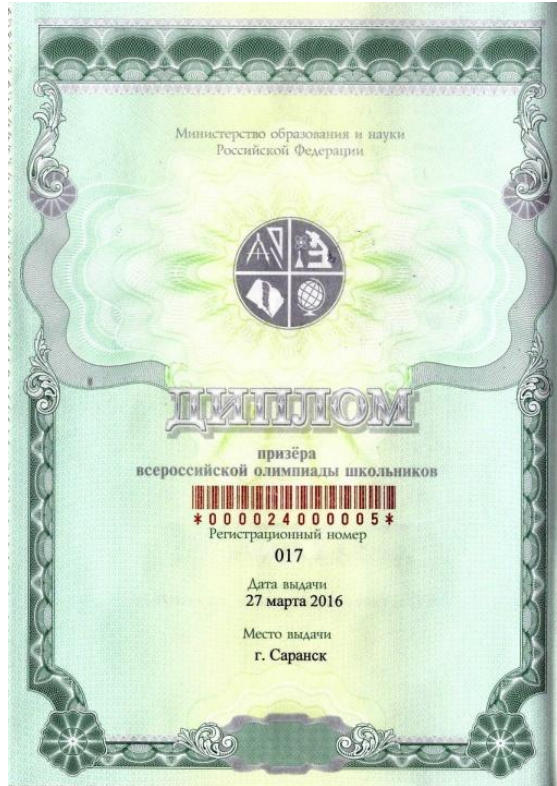 Министерство образования и науки
Российской Федерации
ДИПЛОМ
призёра
всероссийской олимпиады школьников
*000024000005*
Регистрационный номер
017
Дата выдачи
27 марта 2016
Место выдачи
г. Саранск